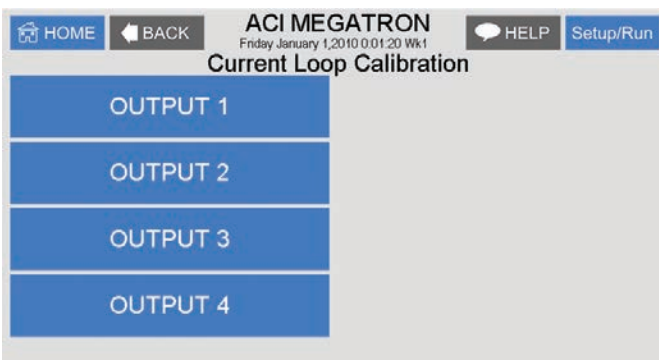 HOME BACK ACI MEGATRON HELP Setup/Run
Friday January 1,2010 0:01:20 Wk1
Current Loop Calibration
OUTPUT 1
OUTPUT 2
OUTPUT 3
OUTPUT 4